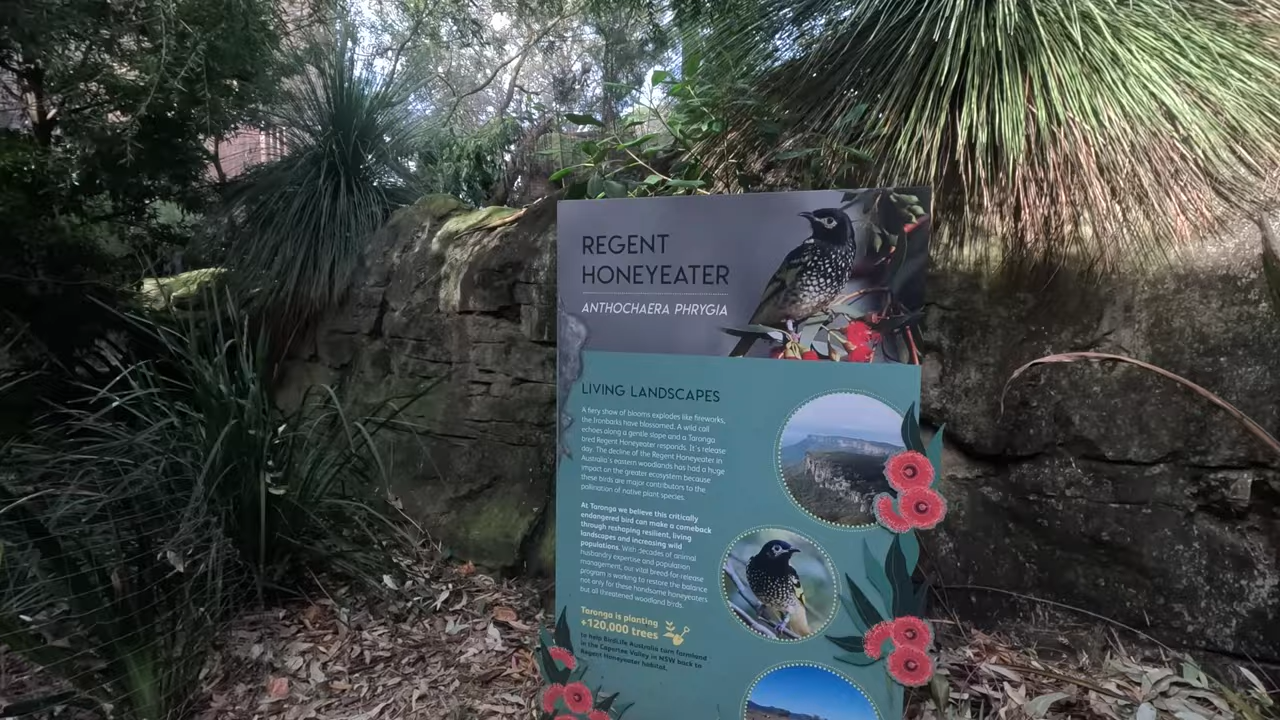 REGENT
HONEYEATER
ANTHOCHAERA PHRYGIA
LIVING LANDSCAPES
A fiery show of blooms explodes like fireworks,
the Ironbarks have blossomed. A wild call
echoes along a gentle slope and a Taronga
bred Regent Honeyeater responds. It's release
day. The decline of the Regent Honeyeater in
Australia's eastern woodlands has had a huge
impact on the greater ecosystem because
these birds are major contributors to the
pollination of native plant species.
At Taronga we believe this critically
endangered bird can make a comeback
through reshaping resilient, living
landscapes and increasing wild
populations. With decades of animal
husbandry expertise and population
management, our vital breed-for-release
program is working to restore the balance
not only for these handsome honeyeaters
but all threatened woodland birds.
Taronga is planting
+120,000 trees
to help BirdLife Australia turn farmland
in the Capertee Valley in NSW back to
Regent Honeyeater habitat.